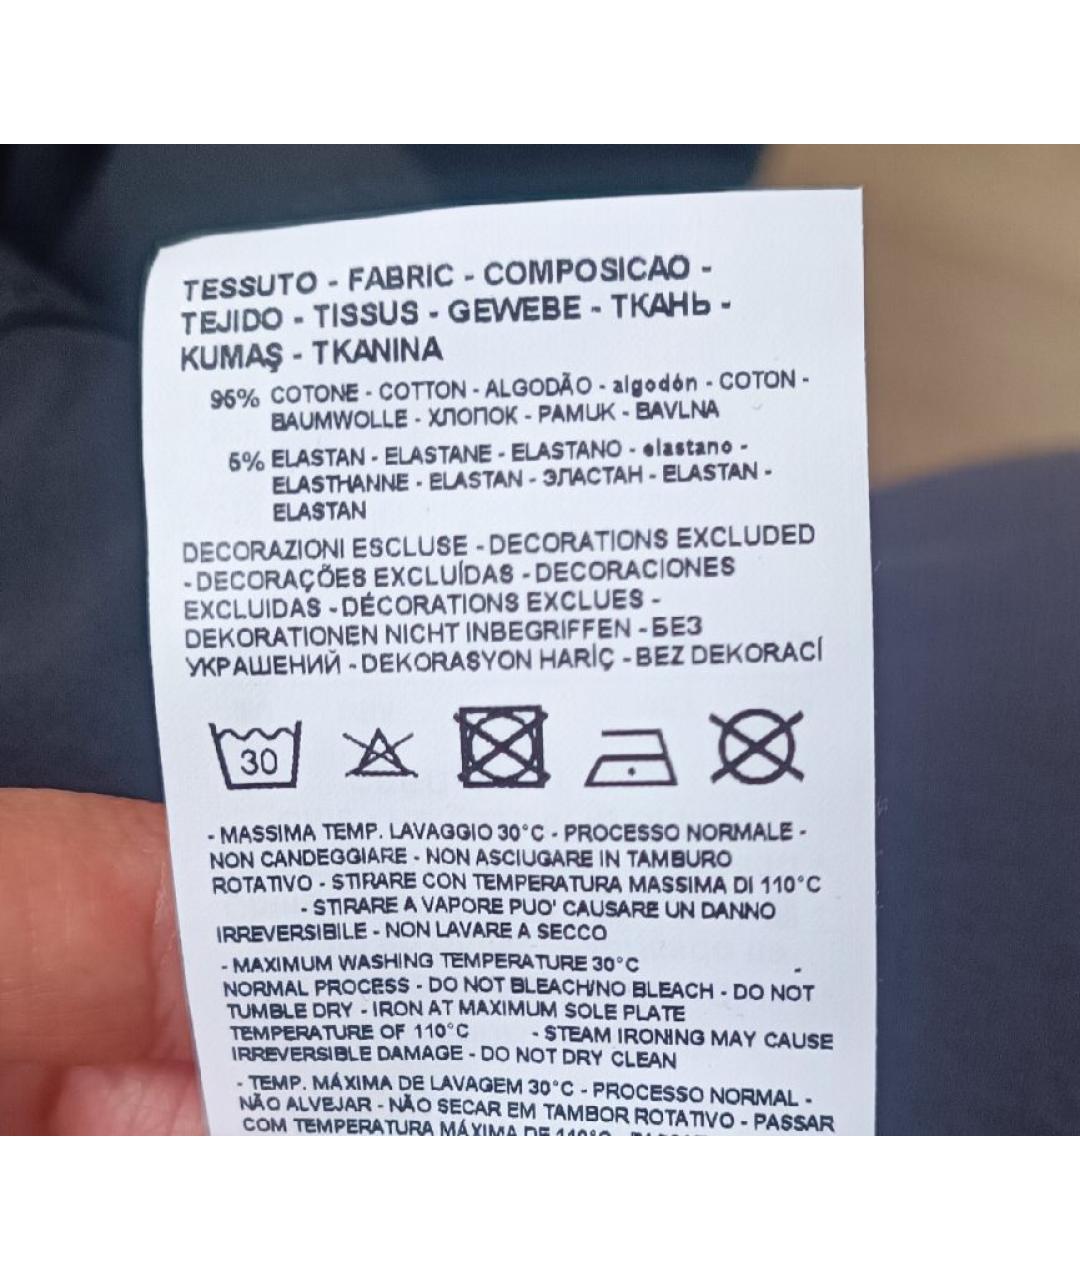 TESSUTO - FABRIC - COMPOSICAO -
TEJIDO - TISSUS - GEWEBE - ТКАНЬ -
KUMAŞ - TKANINA
95% COTONE - COTTON - ALGODÃO - algodón - COTON -
BAUMWOLLE - ХЛОПОК - PAMUK - BAVLNA
5% ELASTAN - ELASTANE - ELASTANO - elastano -
ELASTHANNE - ELASTAN - ЭЛАСТАН - ELASTAN -
ELASTAN
DECORAZIONI ESCLUSE - DECORATIONS EXCLUDED
- DECORAÇÕES EXCLUÍDAS - DECORACIONES
EXCLUIDAS - DÉCORATIONS EXCLUES -
DEKORATIONEN NICHT INBEGRIFFEN - БЕЗ
УКРАШЕНИЙ - DEKORASYON HARİÇ - BEZ DEKORACÍ
30
- MASSIMA TEMP. LAVAGGIO 30°C - PROCESSO NORMALE -
NON CANDEGGIARE - NON ASCIUGARE IN TAMBURO
ROTATIVO - STIRARE CON TEMPERATURA MASSIMA DI 110°C
- STIRARE A VAPORE PUO' CAUSARE UN DANNO
IRREVERSIBILE - NON LAVARE A SECCO
- MAXIMUM WASHING TEMPERATURE 30°C -
NORMAL PROCESS - DO NOT BLEACH/NO BLEACH - DO NOT
TUMBLE DRY - IRON AT MAXIMUM SOLE PLATE
TEMPERATURE OF 110°C - STEAM IRONING MAY CAUSE
IRREVERSIBLE DAMAGE - DO NOT DRY CLEAN
- TEMP. MÁXIMA DE LAVAGEM 30°C - PROCESSO NORMAL -
NÃO ALVEJAR - NÃO SECAR EM TAMBOR ROTATIVO - PASSAR
COM TEMPERATURA MÁXIMA DE 110°C -